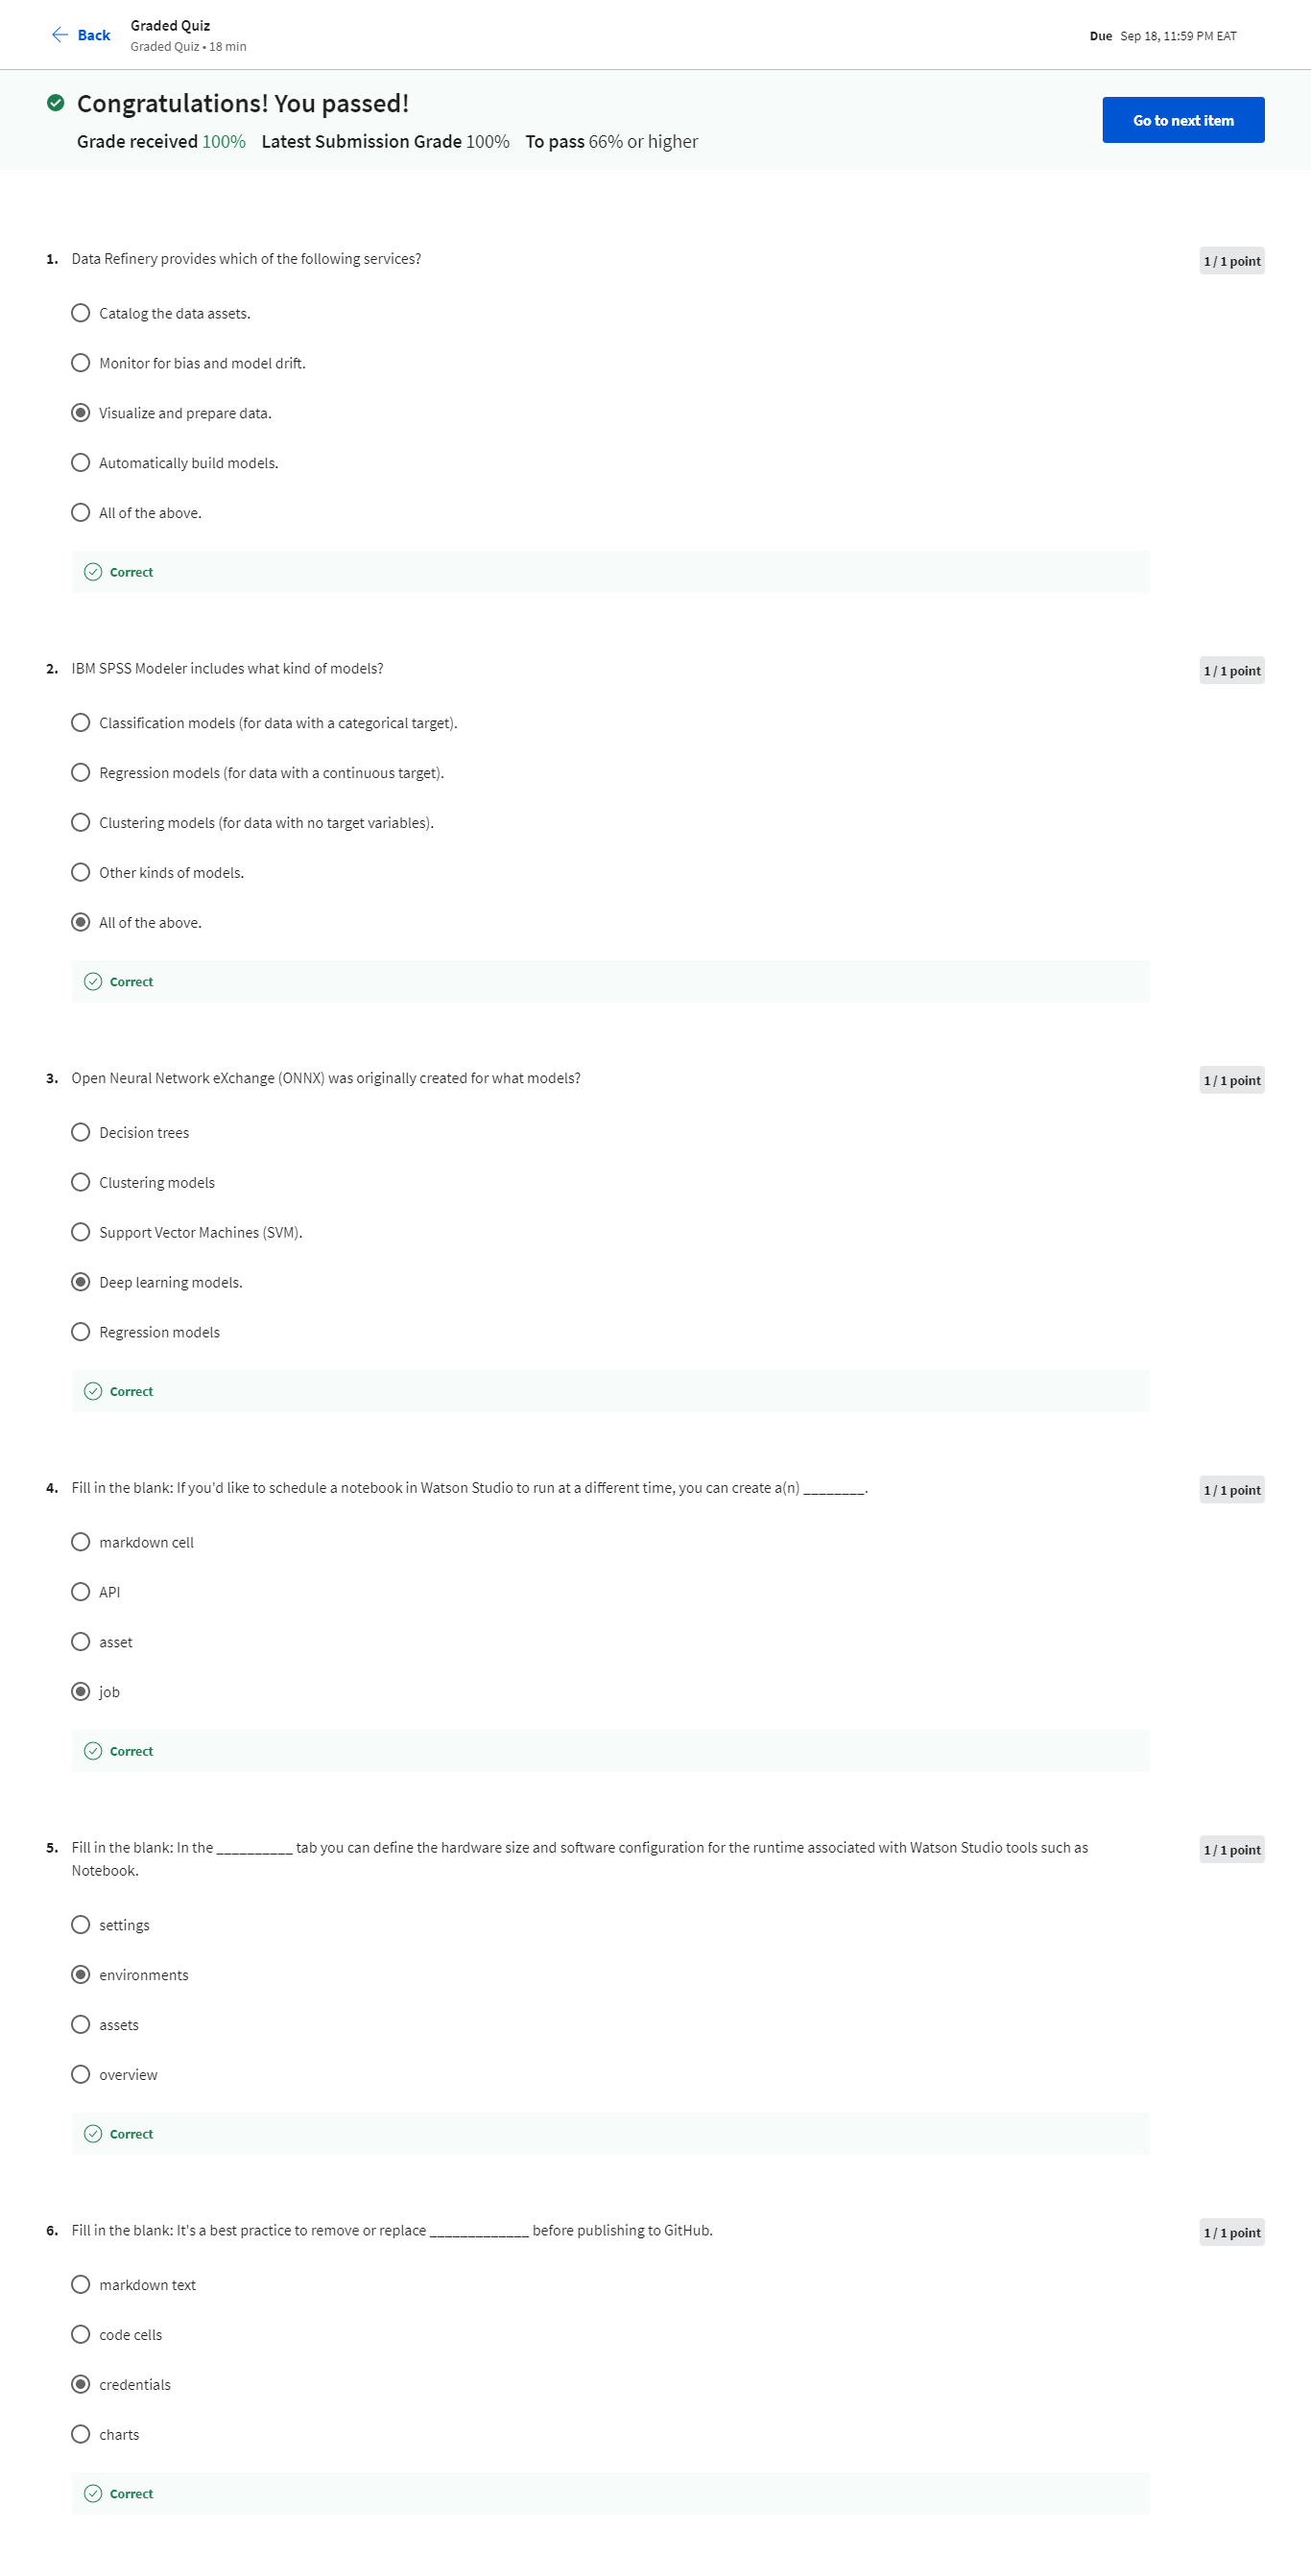 Back
Graded Quiz
Graded Quiz • 18 min
Due Sep 18, 11:59 PM EAT
Congratulations! You passed!
Grade received 100% Latest Submission Grade 100% To pass 66% or higher
Go to next item
1. Data Refinery provides which of the following services?
1 / 1 point
Catalog the data assets.
Monitor for bias and model drift.
Visualize and prepare data.
Automatically build models.
All of the above.
Correct
2. IBM SPSS Modeler includes what kind of models?
1 / 1 point
Classification models (for data with a categorical target).
Regression models (for data with a continuous target).
Clustering models (for data with no target variables).
Other kinds of models.
All of the above.
Correct
3. Open Neural Network eXchange (ONNX) was originally created for what models?
1 / 1 point
Decision trees
Clustering models
Support Vector Machines (SVM).
Deep learning models.
Regression models
Correct
4. Fill in the blank: If you'd like to schedule a notebook in Watson Studio to run at a different time, you can create a(n) ________.
1 / 1 point
markdown cell
API
asset
job
Correct
5. Fill in the blank: In the __________ tab you can define the hardware size and software configuration for the runtime associated with Watson Studio tools such as
Notebook.
1 / 1 point
settings
environments
assets
overview
Correct
6. Fill in the blank: It's a best practice to remove or replace _____________ before publishing to GitHub.
1 / 1 point
markdown text
code cells
credentials
charts
Correct